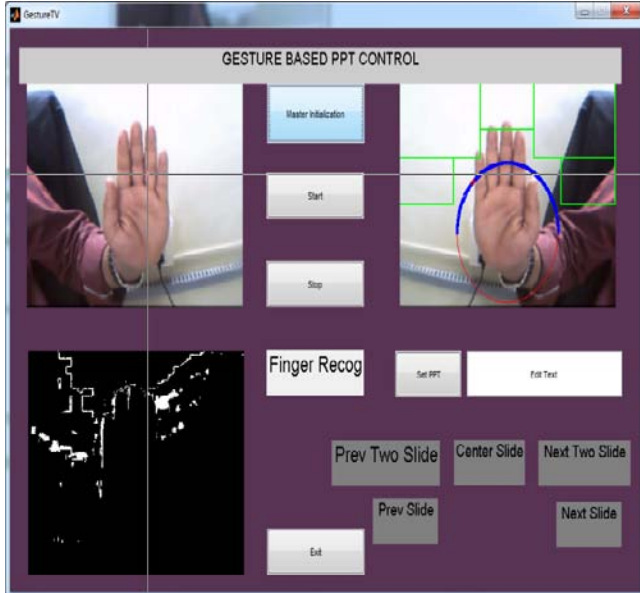 GestureTV
GESTURE BASED PPT CONTROL
Master Initialization
Start
Stop
Finger Recog
Set PPT
Edit Text
Prev Two Slide
Center Slide
Next Two Slide
Prev Slide
Next Slide
Exit